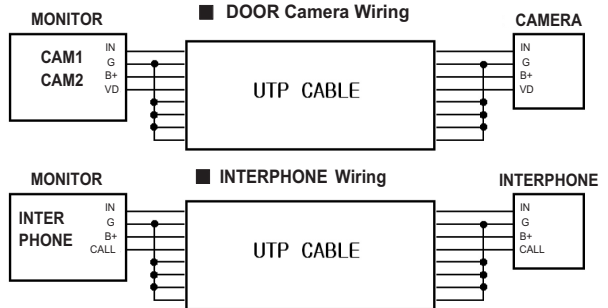 ■ DOOR Camera Wiring
MONITOR
CAM1
CAM2
IN
G
B+
VD
UTP CABLE
CAMERA
IN
G
B+
VD
■ INTERPHONE Wiring
MONITOR
INTER
PHONE
IN
G
B+
CALL
UTP CABLE
INTERPHONE
IN
G
B+
CALL